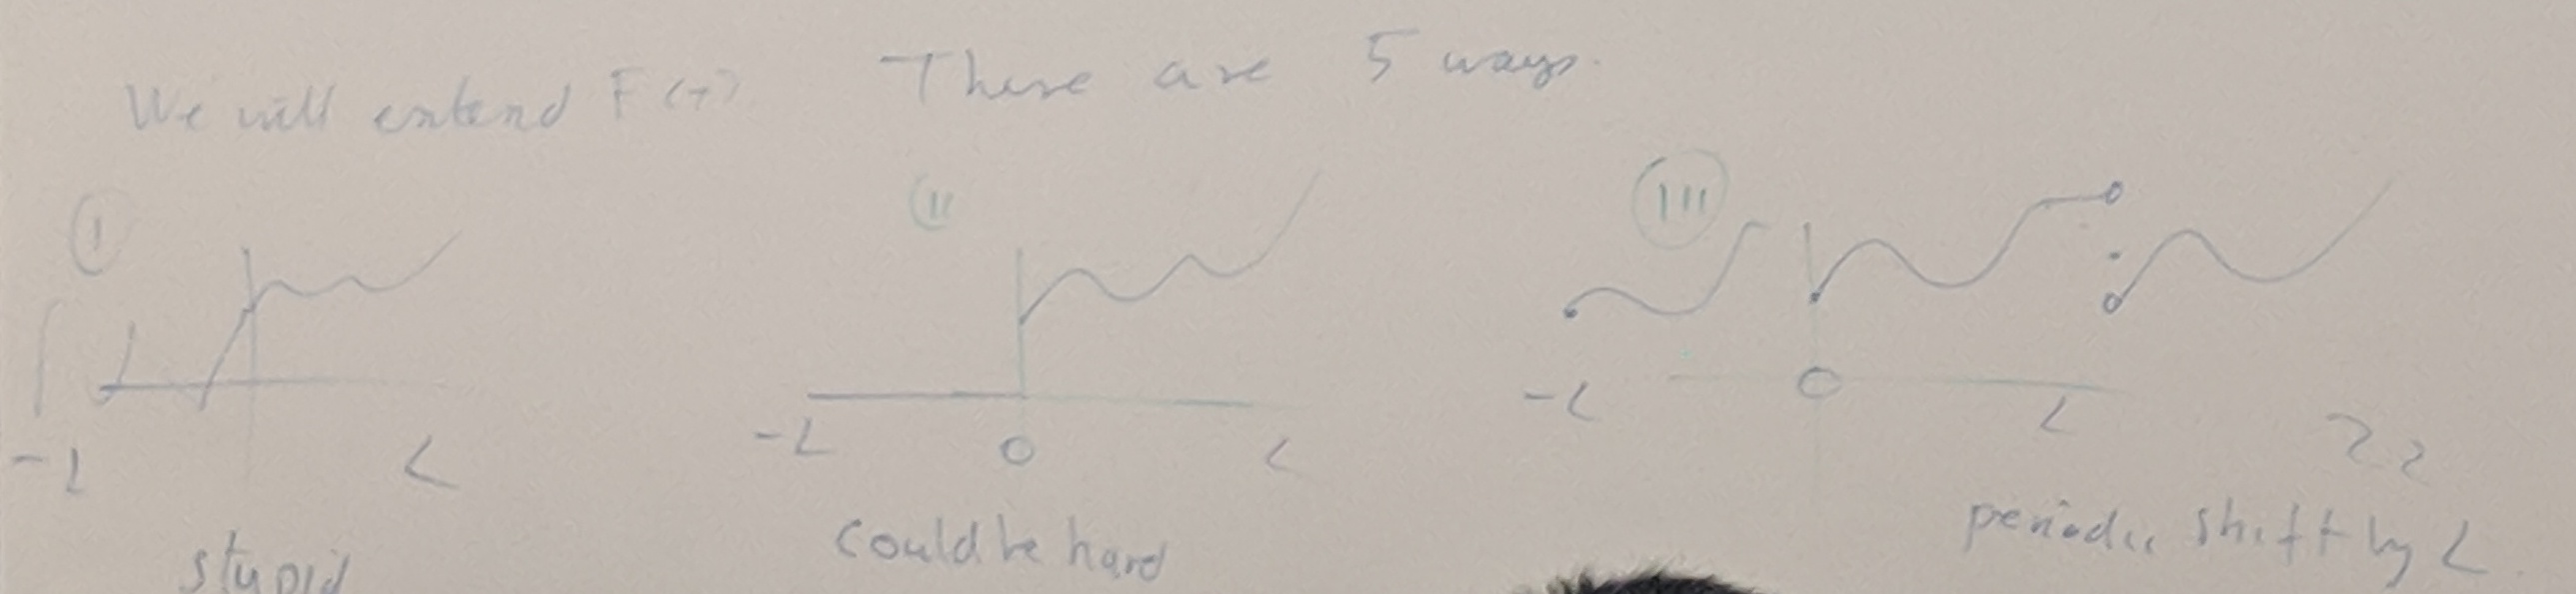 We will extend F(t) There are 5 ways.
I II III
-L L -L 0 L -L 0 L 2L
stupid could be hard periodic shift by L